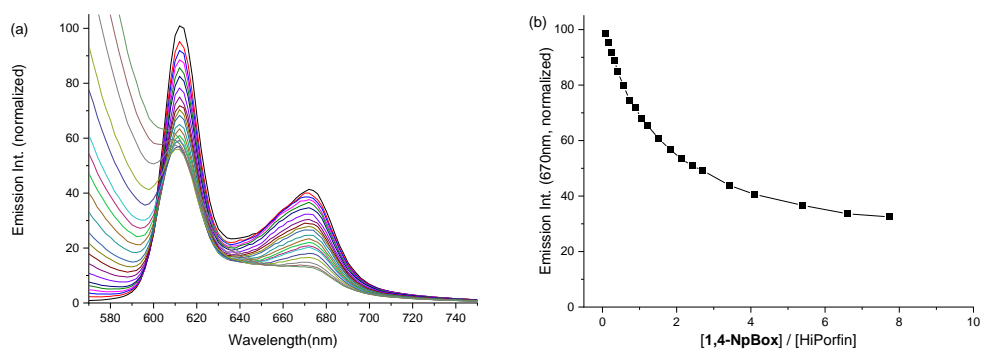 (a)
Emission Int. (normalized)
100
80
60
40
20
0
580 600 620 640 660 680 700 720 740
Wavelength(nm)
(b)
Emission Int. (670nm, normalized)
100
80
60
40
20
0
0 2 4 6 8 10
[1,4-NpBox] / [HiPorfin]